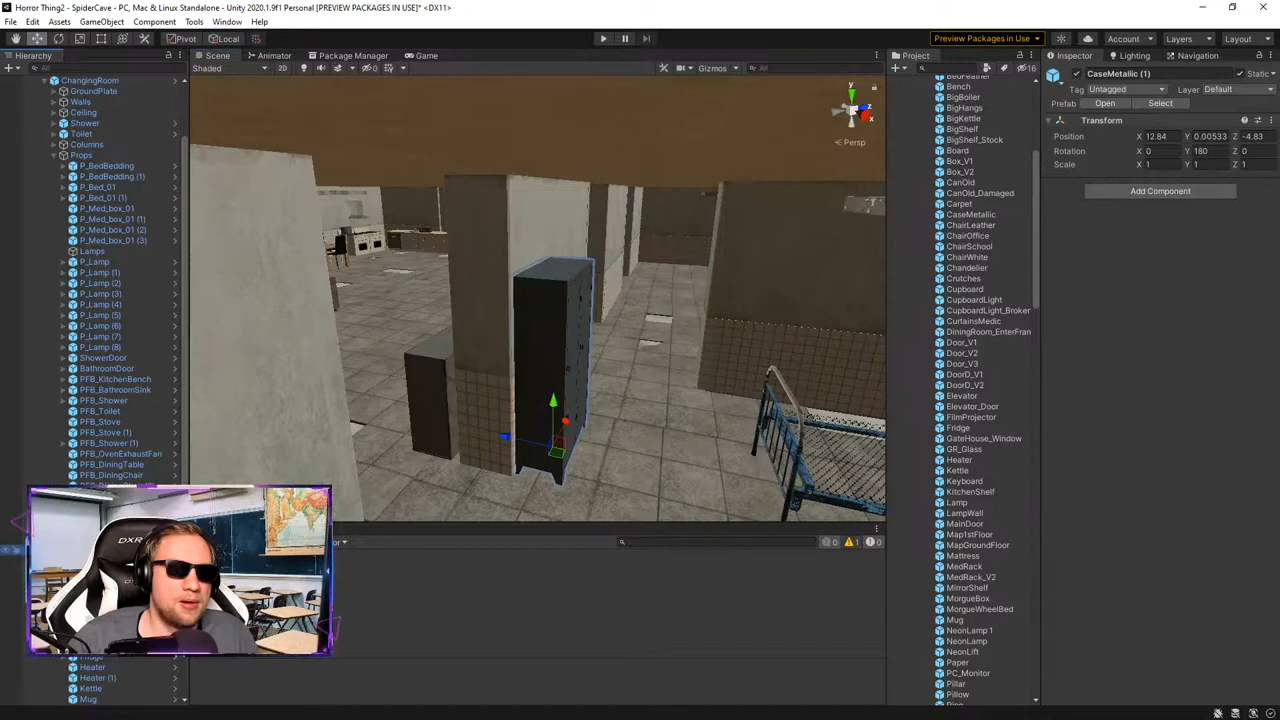 Horror Thing2 - SpiderCave - PC, Mac & Linux Standalone - Unity 2020.1.9f1 Personal [PREVIEW PACKAGES IN USE]* <DX11>
File Edit Assets GameObject Component Tools Window Help
Pivot Local Preview Packages in Use Account Layers Layout
Hierarchy
All
ChangingRoom
GroundPlate
Walls
Ceiling
Shower
Toilet
Columns
Props
P_BedBedding
P_BedBedding (1)
P_Bed_01
P_Bed_01 (1)
P_Med_box_01
P_Med_box_01 (1)
P_Med_box_01 (2)
P_Med_box_01 (3)
Lamps
P_Lamp
P_Lamp (1)
P_Lamp (2)
P_Lamp (3)
P_Lamp (4)
P_Lamp (5)
P_Lamp (6)
P_Lamp (7)
P_Lamp (8)
ShowerDoor
BathroomDoor
PFB_KitchenBench
PFB_BathroomSink
PFB_Shower
PFB_Toilet
PFB_Stove
PFB_Stove (1)
PFB_Shower (1)
PFB_OvenExhaustFan
PFB_DiningTable
PFB_DiningChair
Heater
Heater (1)
Kettle
Mug
Scene Animator Package Manager Game
Shaded 2D 0 Gizmos All
y
z
x
Persp
1 0
DXR
Project
16
Bench
BigBoiler
BigHangs
BigKettle
BigShelf
BigShelf_Stock
Board
Box_V1
Box_V2
CanOld
CanOld_Damaged
Carpet
CaseMetallic
ChairLeather
ChairOffice
ChairSchool
ChairWhite
Chandelier
Crutches
Cupboard
CupboardLight
CupboardLight_Broken
CurtainsMedic
DiningRoom_EnterFran
Door_V1
Door_V2
Door_V3
DoorD_V1
DoorD_V2
Elevator
Elevator_Door
FilmProjector
Fridge
GateHouse_Window
GR_Glass
Heater
Kettle
Keyboard
KitchenShelf
Lamp
LampWall
MainDoor
Map1stFloor
MapGroundFloor
Mattress
MedRack
MedRack_V2
MirrorShelf
MorgueBox
MorgueWheelBed
Mug
NeonLamp 1
NeonLamp
NeonLift
Paper
PC_Monitor
Pillar
Pillow
Inspector Lighting Navigation
CaseMetallic (1) Static
Tag Untagged Layer Default
Prefab Open Select
Transform
Position X 12.84 Y 0.00533 Z -4.83
Rotation X 0 Y 180 Z 0
Scale X 1 Y 1 Z 1
Add Component